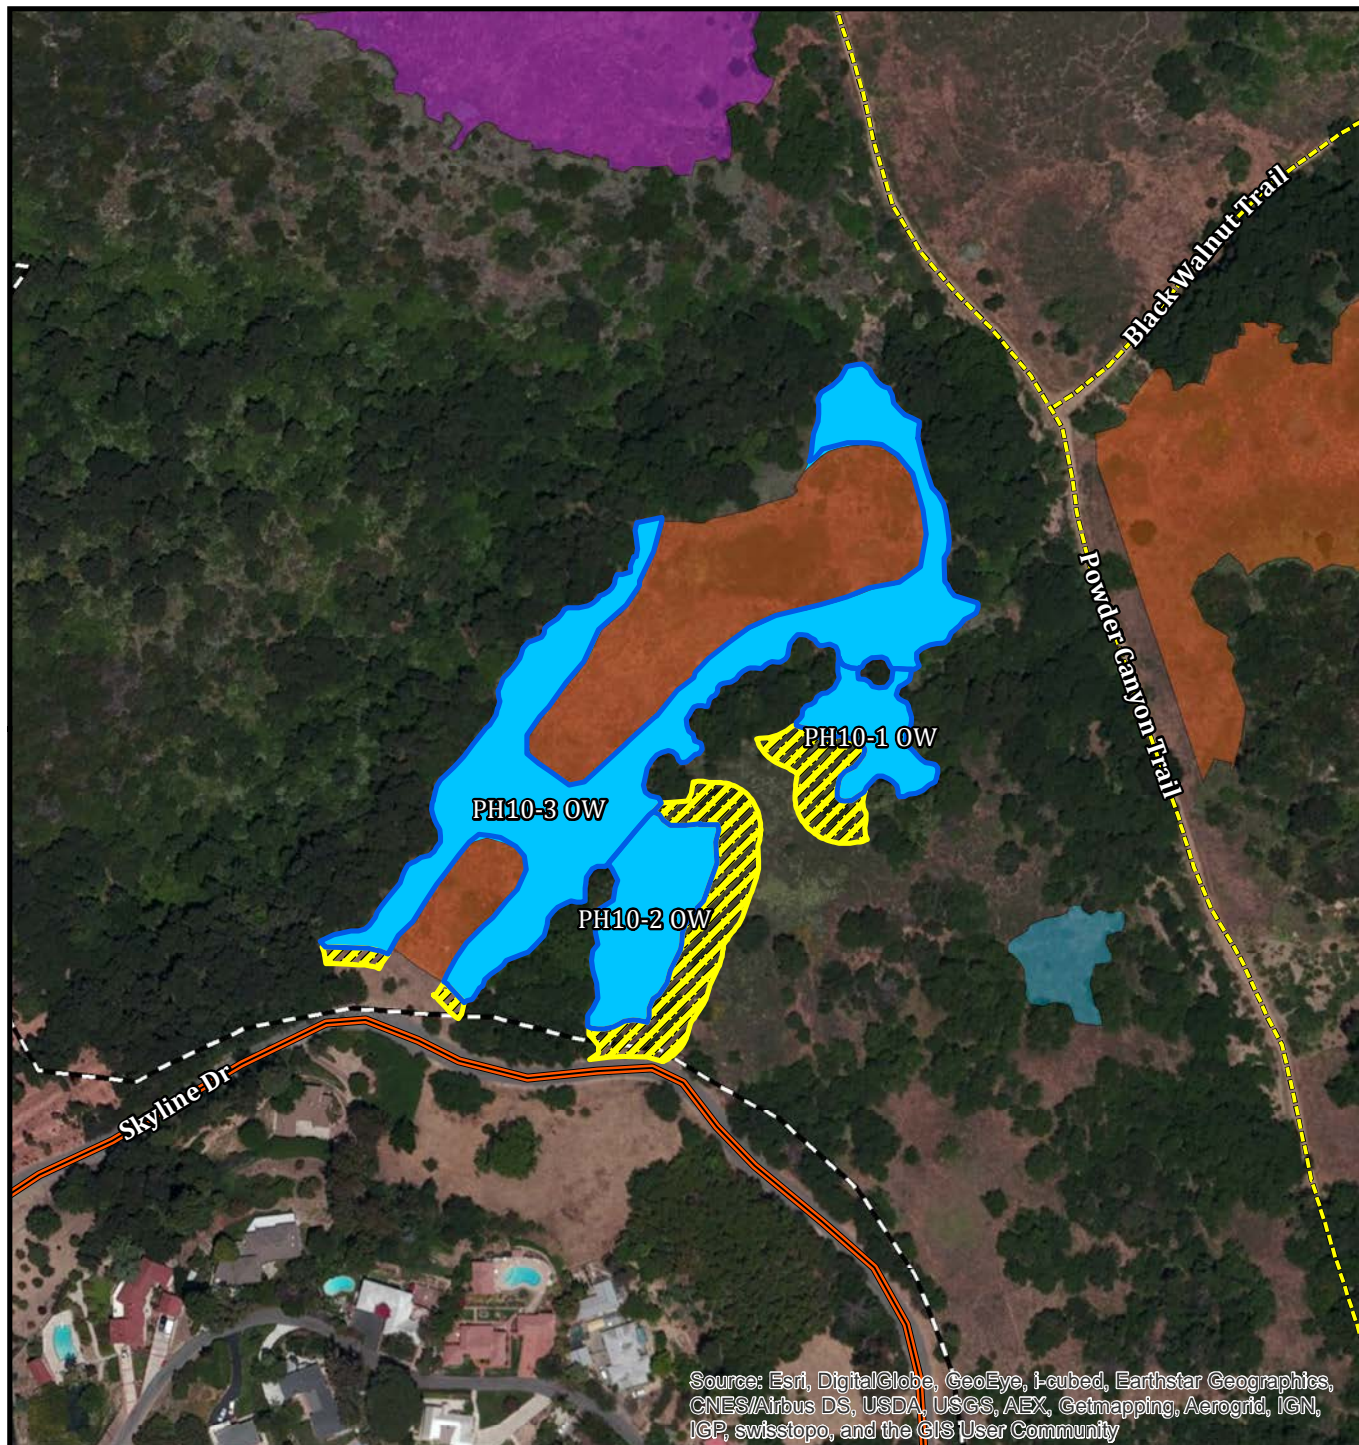 Black Walnut Trail
Powder Canyon Trail
PH10-1 OW
PH10-3 OW
PH10-2 OW
Skyline Dr
Source: Esri, DigitalGlobe, GeoEye, i-cubed, Earthstar Geographics,
CNES/Airbus DS, USDA, USGS, AEX, Getmapping, Aerogrid, IGN,
IGP, swisstopo, and the GIS User Community